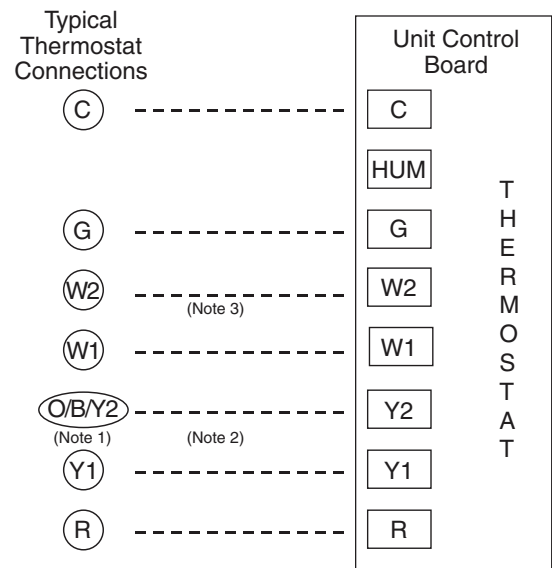 Typical
Thermostat
Connections
Unit Control
Board
C
C
HUM
G
G
W2
W2
(Note 3)
W1
W1
O/B/Y2
Y2
(Note 1)
(Note 2)
Y1
Y1
R
R
THERMOSTAT